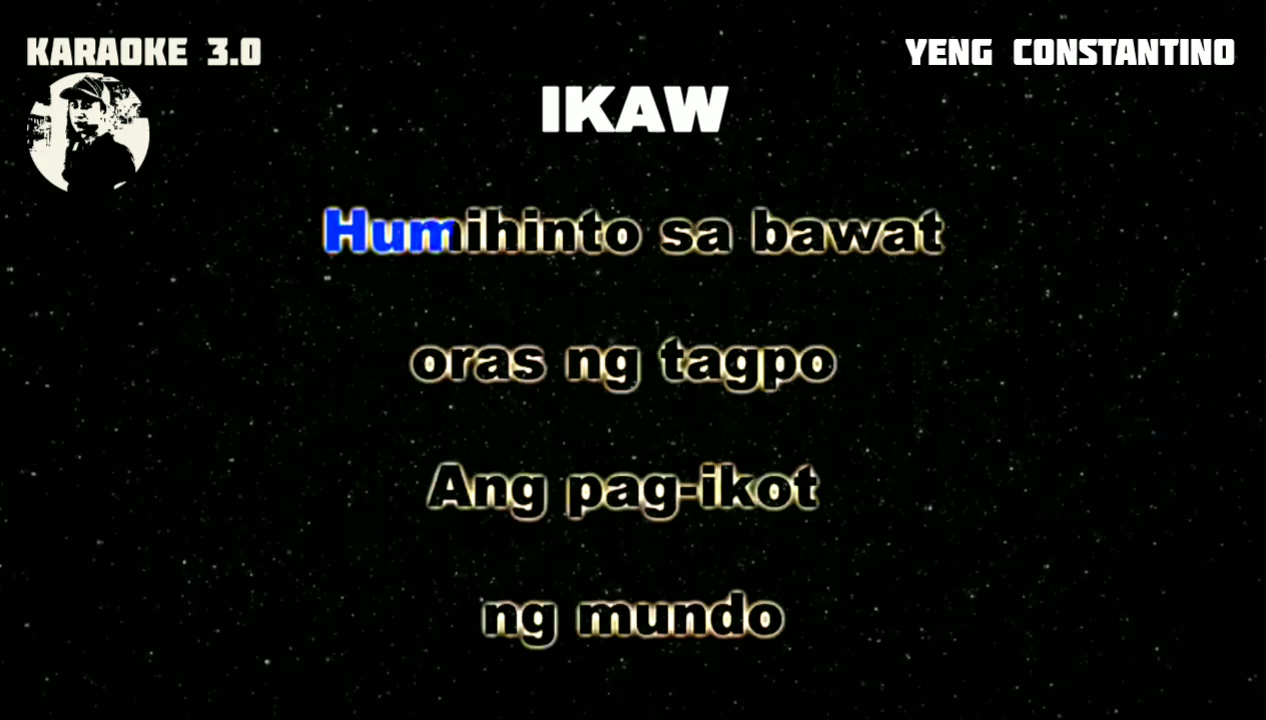 KARAOKE 3.0
YENG CONSTANTINO
IKAW
Humihinto sa bawat
oras ng tagpo
Ang pag-ikot
ng mundo